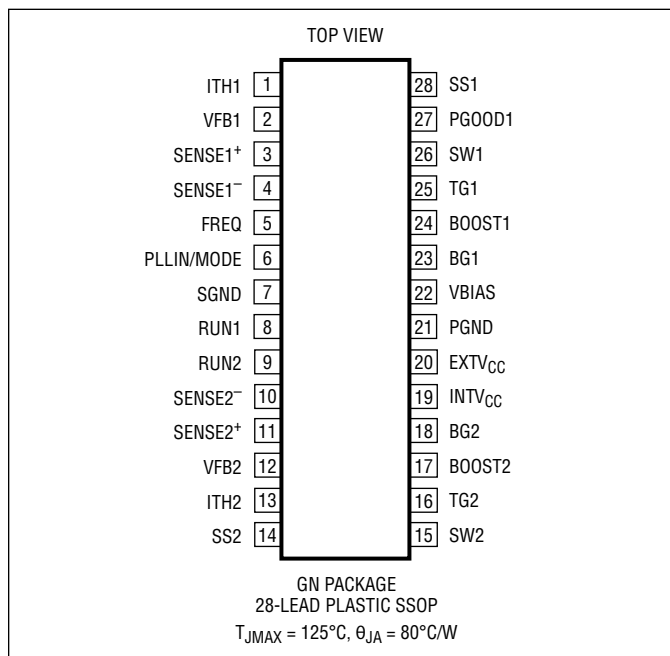 TOP VIEW
ITH1 1 28 SS1
VFB1 2 27 PGOOD1
SENSE1⁺ 3 26 SW1
SENSE1⁻ 4 25 TG1
FREQ 5 24 BOOST1
PLLIN/MODE 6 23 BG1
SGND 7 22 VBIAS
RUN1 8 21 PGND
RUN2 9 20 EXTVCC
SENSE2⁻ 10 19 INTVCC
SENSE2⁺ 11 18 BG2
VFB2 12 17 BOOST2
ITH2 13 16 TG2
SS2 14 15 SW2
GN PACKAGE
28-LEAD PLASTIC SSOP
TJMAX = 125°C, θJA = 80°C/W